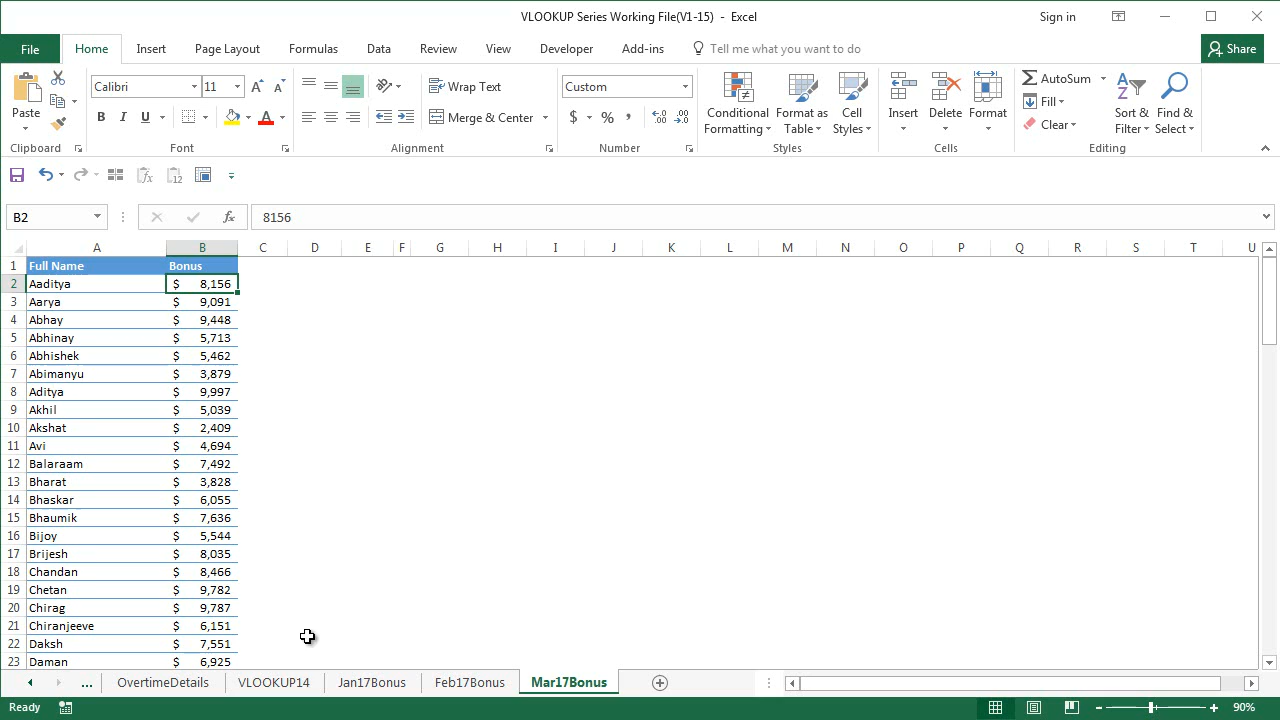 VLOOKUP Series Working File(V1-15) - Excel
Sign in
File Home Insert Page Layout Formulas Data Review View Developer Add-ins Tell me what you want to do Share
Calibri 11 Wrap Text Custom AutoSum
Fill
Paste B I U A Merge & Center $ % , Conditional Formatting Format as Table Cell Styles Insert Delete Format Clear Sort & Filter Find & Select
Clipboard Font Alignment Number Styles Cells Editing
B2 fx 8156
A B C D E F G H I J K L M N O P Q R S T U
1 Full Name Bonus
2 Aaditya $ 8,156
3 Aarya $ 9,091
4 Abhay $ 9,448
5 Abhinay $ 5,713
6 Abhishek $ 5,462
7 Abimanyu $ 3,879
8 Aditya $ 9,997
9 Akhil $ 5,039
10 Akshat $ 2,409
11 Avi $ 4,694
12 Balaraam $ 7,492
13 Bharat $ 3,828
14 Bhaskar $ 6,055
15 Bhaumik $ 7,636
16 Bijoy $ 5,544
17 Brijesh $ 8,035
18 Chandan $ 8,466
19 Chetan $ 9,782
20 Chirag $ 9,787
21 Chiranjeeve $ 6,151
22 Daksh $ 7,551
23 Daman $ 6,925
... OvertimeDetails VLOOKUP14 Jan17Bonus Feb17Bonus Mar17Bonus
Ready 90%